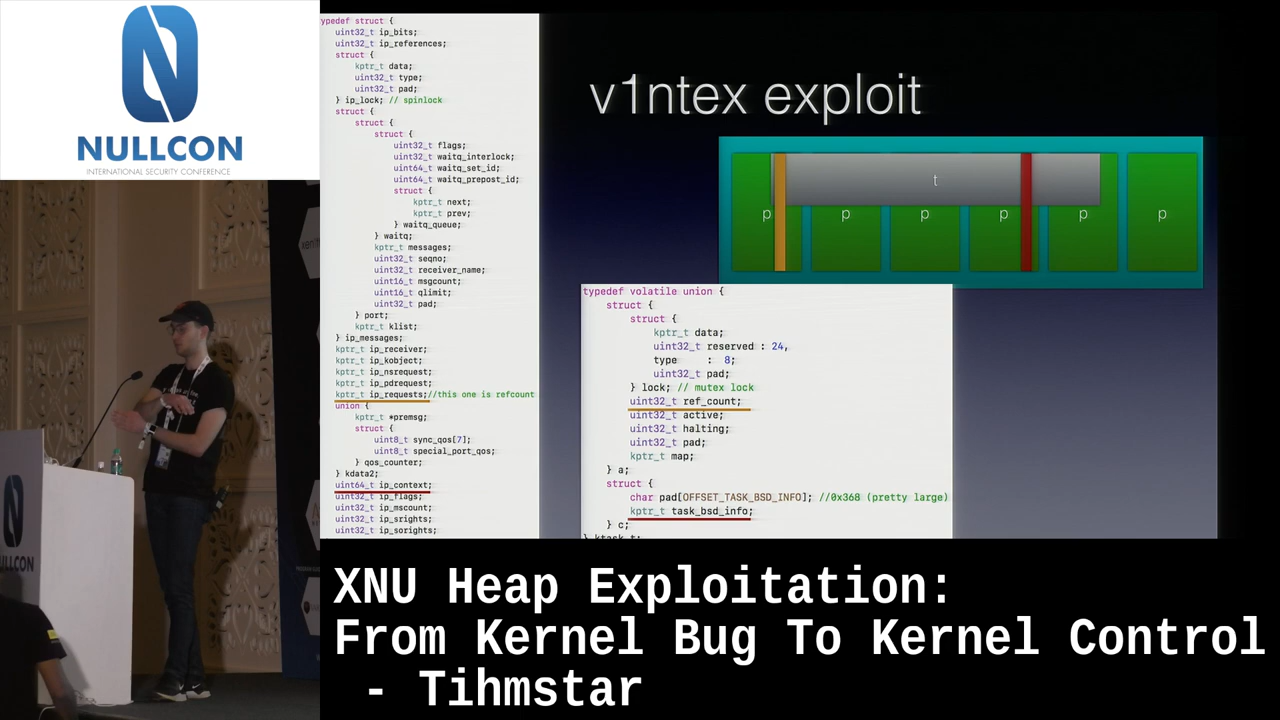 NULLCON
INTERNATIONAL SECURITY CONFERENCE
typedef struct {
uint32_t ip_bits;
uint32_t ip_references;
struct {
kptr_t data;
uint32_t type;
uint32_t pad;
} ip_lock; // spinlock
struct {
struct {
struct {
uint32_t flags;
uint32_t waitq_interlock;
uint64_t waitq_set_id;
uint64_t waitq_prepost_id;
struct {
kptr_t next;
kptr_t prev;
} waitq_queue;
} waitq;
kptr_t messages;
uint32_t seqno;
uint32_t receiver_name;
uint16_t msgcount;
uint16_t qlimit;
uint32_t pad;
} port;
kptr_t klist;
} ip_messages;
kptr_t ip_receiver;
kptr_t ip_kobject;
kptr_t ip_nsrequest;
kptr_t ip_pdrequest;
kptr_t ip_requests;//this one is refcount
union {
kptr_t *premsg;
struct {
uint8_t sync_qos[7];
uint8_t special_port_qos;
} qos_counter;
} kdata2;
uint64_t ip_context;
uint32_t ip_flags;
uint32_t ip_mscount;
uint32_t ip_srights;
uint32_t ip_sorights;
v1ntex exploit
t
p p p p p p
typedef volatile union {
struct {
struct {
kptr_t data;
uint32_t reserved : 24,
type : 8;
uint32_t pad;
} lock; // mutex lock
uint32_t ref_count;
uint32_t active;
uint32_t halting;
uint32_t pad;
kptr_t map;
} a;
struct {
char pad[OFFSET_TASK_BSD_INFO]; //0x368 (pretty large)
kptr_t task_bsd_info;
} c;
} ktask_t;
NULLCON
XNU Heap Exploitation:
From Kernel Bug To Kernel Control
- Tihmstar